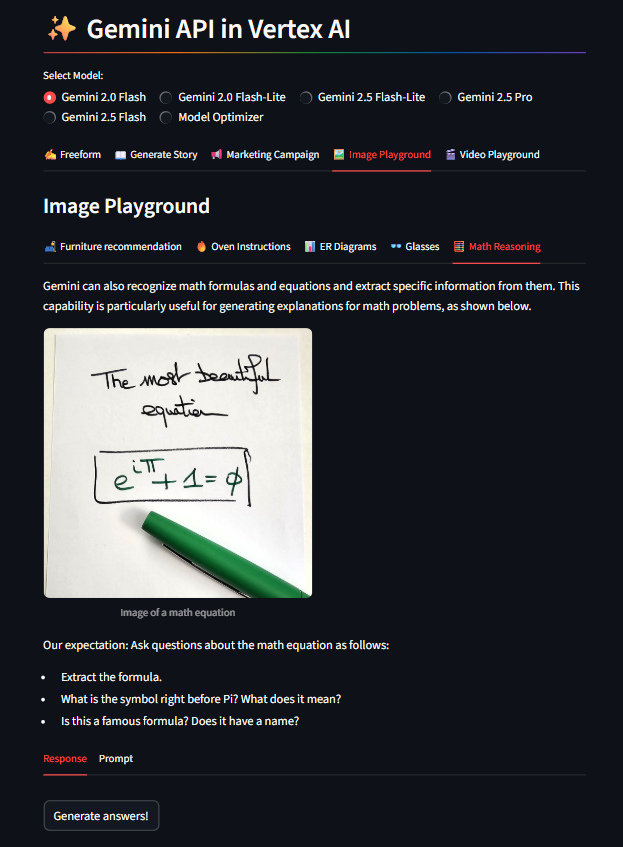 ✨ Gemini API in Vertex AI
Select Model:
Gemini 2.0 Flash Gemini 2.0 Flash-Lite Gemini 2.5 Flash-Lite Gemini 2.5 Pro
Gemini 2.5 Flash Model Optimizer
✍️ Freeform 📖 Generate Story 📢 Marketing Campaign 🖼️ Image Playground 🎬 Video Playground
Image Playground
🛋️ Furniture recommendation 🔥 Oven Instructions 📊 ER Diagrams 🕶️ Glasses 🧮 Math Reasoning
Gemini can also recognize math formulas and equations and extract specific information from them. This
capability is particularly useful for generating explanations for math problems, as shown below.
The most beautiful
equation
e^{iπ} + 1 = ϕ
Image of a math equation
Our expectation: Ask questions about the math equation as follows:
• Extract the formula.
• What is the symbol right before Pi? What does it mean?
• Is this a famous formula? Does it have a name?
Response Prompt
Generate answers!